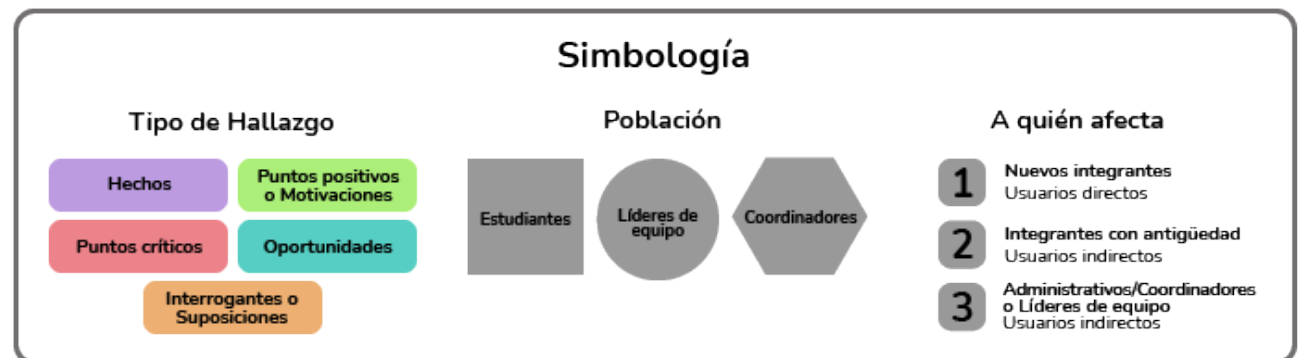 Simbología
Tipo de Hallazgo
Hechos
Puntos positivos
o Motivaciones
Puntos críticos
Oportunidades
Interrogantes o
Suposiciones
Población
Estudiantes
Líderes de
equipo
Coordinadores
A quién afecta
1
Nuevos integrantes
Usuarios directos
2
Integrantes con antigüedad
Usuarios indirectos
3
Administrativos/Coordinadores
o Líderes de equipo
Usuarios indirectos